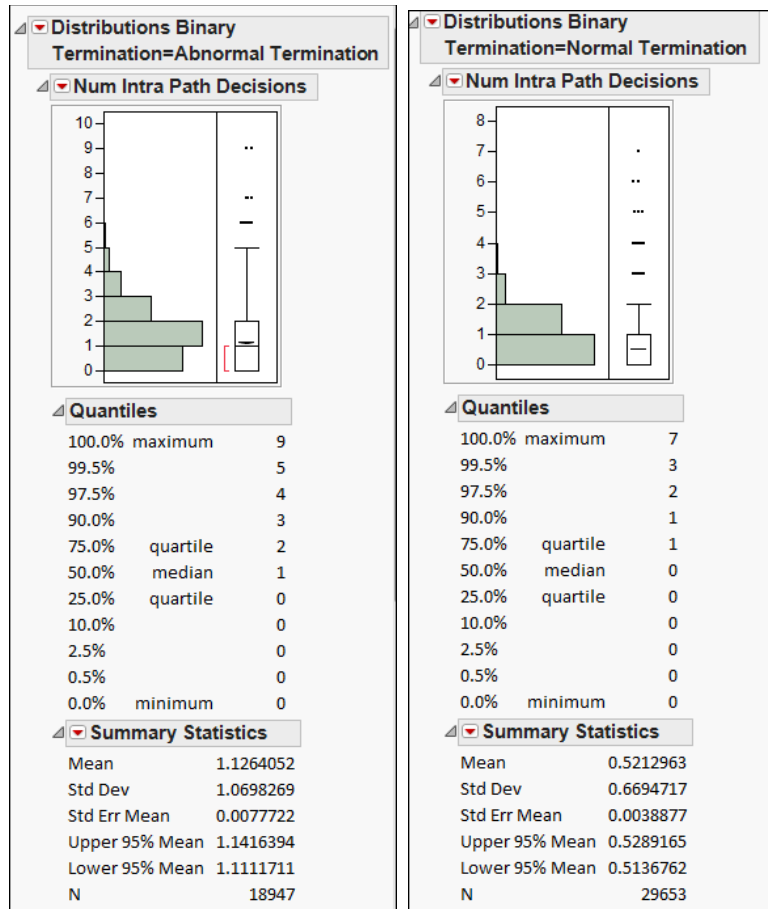 Distributions Binary
Termination=Abnormal Termination
Num Intra Path Decisions
10
9
8
7
6
5
4
3
2
1
0
Quantiles
100.0% maximum 9
99.5% 5
97.5% 4
90.0% 3
75.0% quartile 2
50.0% median 1
25.0% quartile 0
10.0% 0
2.5% 0
0.5% 0
0.0% minimum 0
Summary Statistics
Mean 1.1264052
Std Dev 1.0698269
Std Err Mean 0.0077722
Upper 95% Mean 1.1416394
Lower 95% Mean 1.1111711
N 18947
Distributions Binary
Termination=Normal Termination
Num Intra Path Decisions
8
7
6
5
4
3
2
1
0
Quantiles
100.0% maximum 7
99.5% 3
97.5% 2
90.0% 1
75.0% quartile 1
50.0% median 0
25.0% quartile 0
10.0% 0
2.5% 0
0.5% 0
0.0% minimum 0
Summary Statistics
Mean 0.5212963
Std Dev 0.6694717
Std Err Mean 0.0038877
Upper 95% Mean 0.5289165
Lower 95% Mean 0.5136762
N 29653